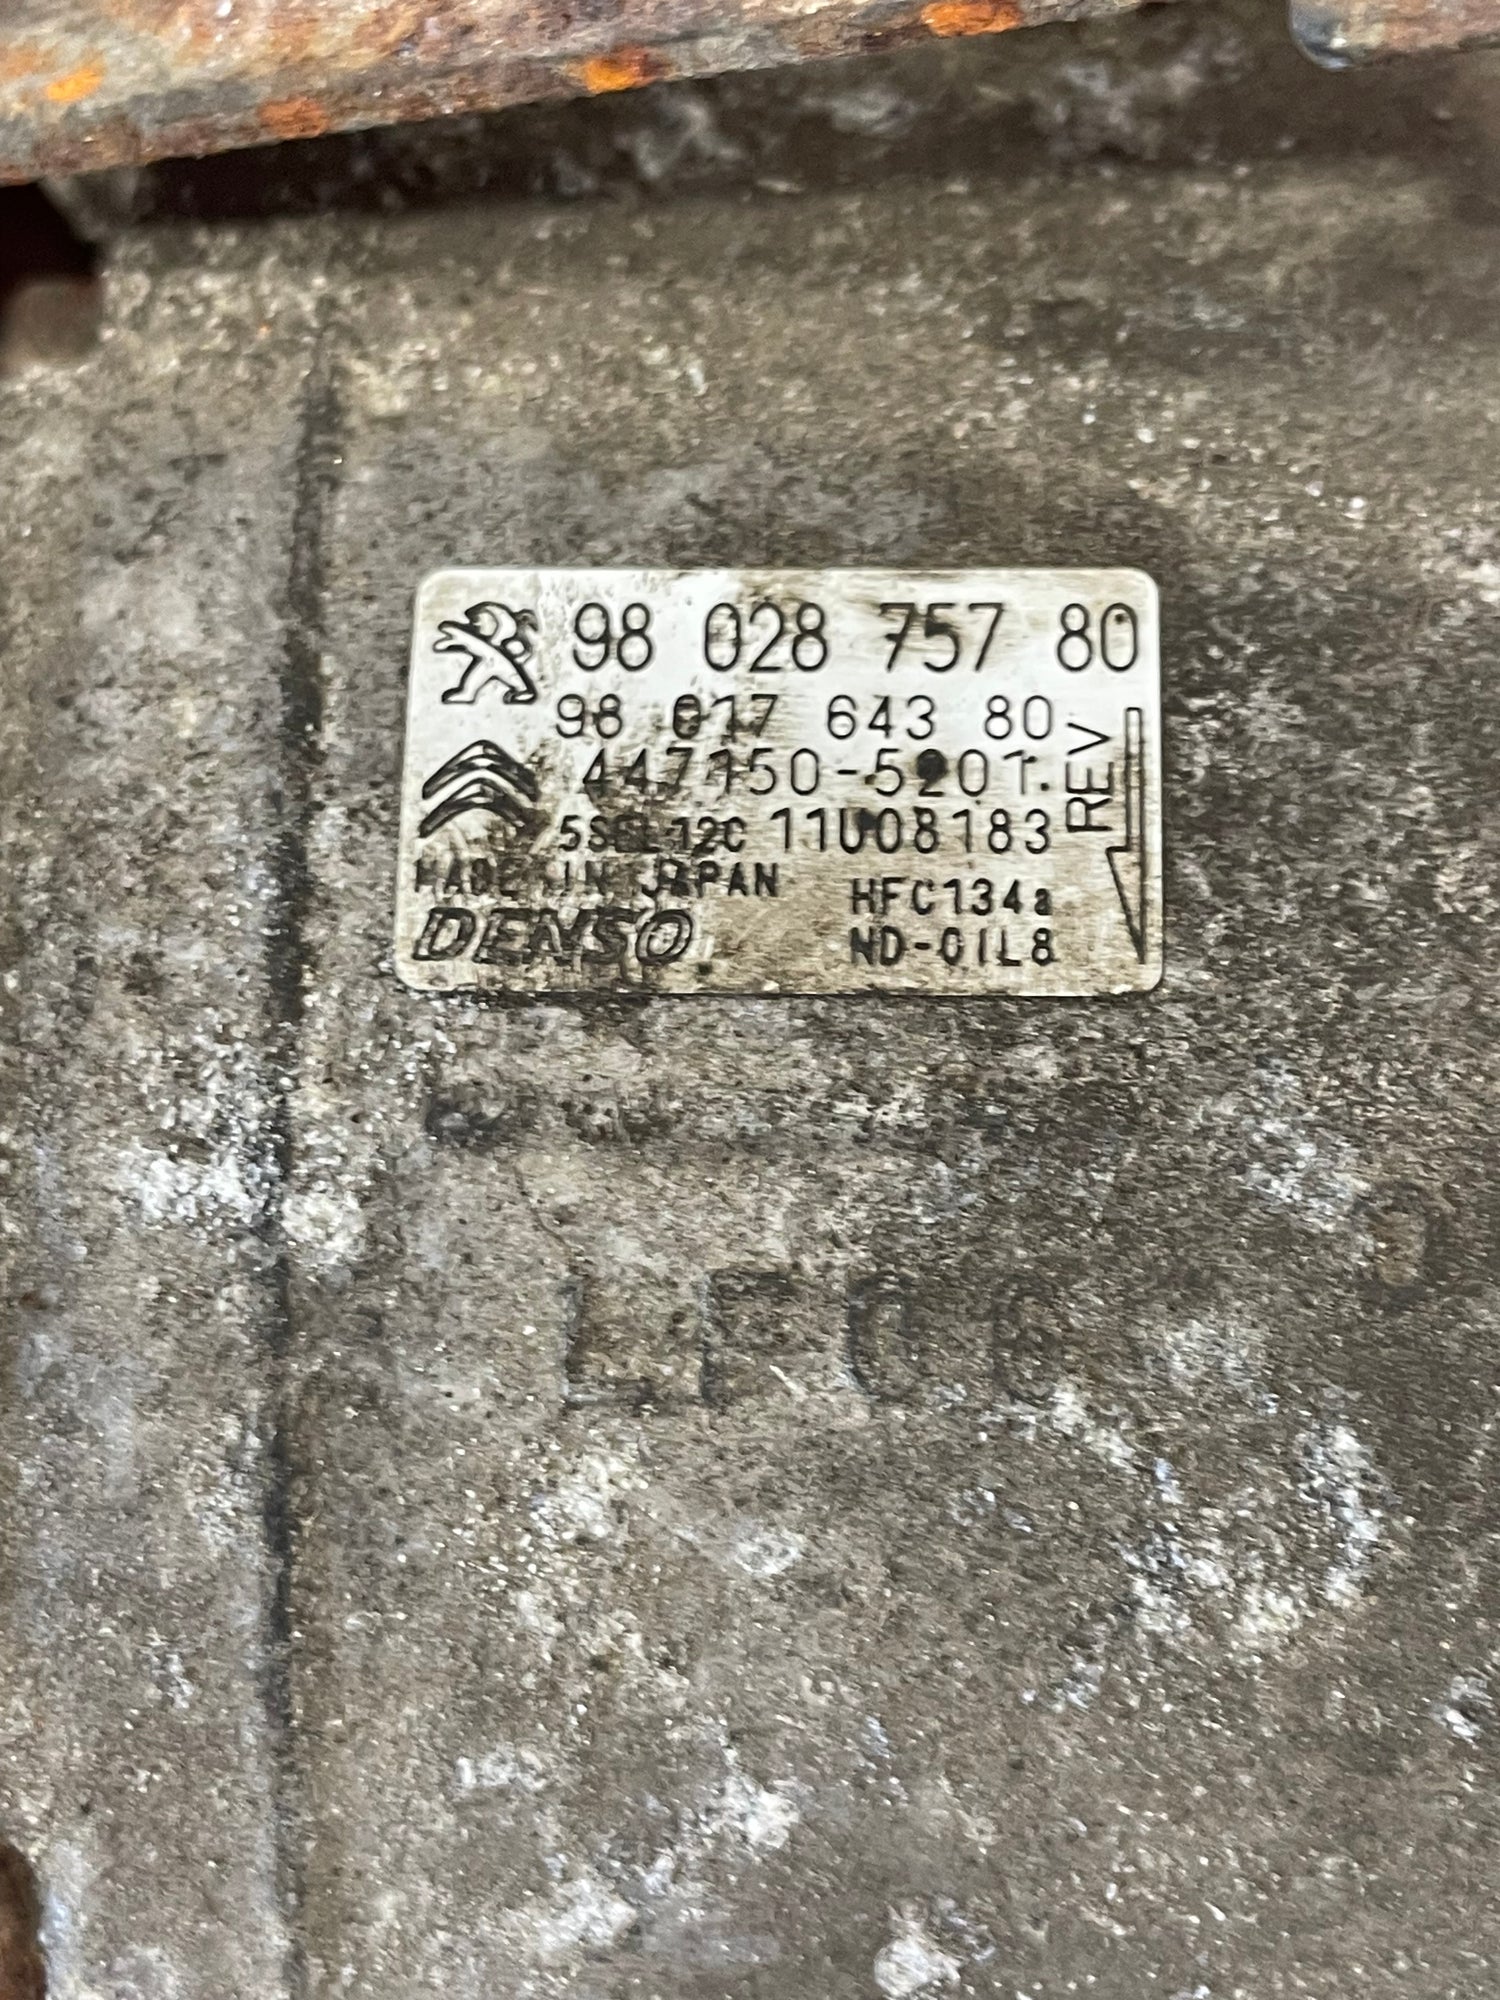 98 028 757 80
98 017 643 80
447150-5201
12C 11U08183
REV
MADE IN JAPAN
HFC134a
DENSO
ND-OIL8